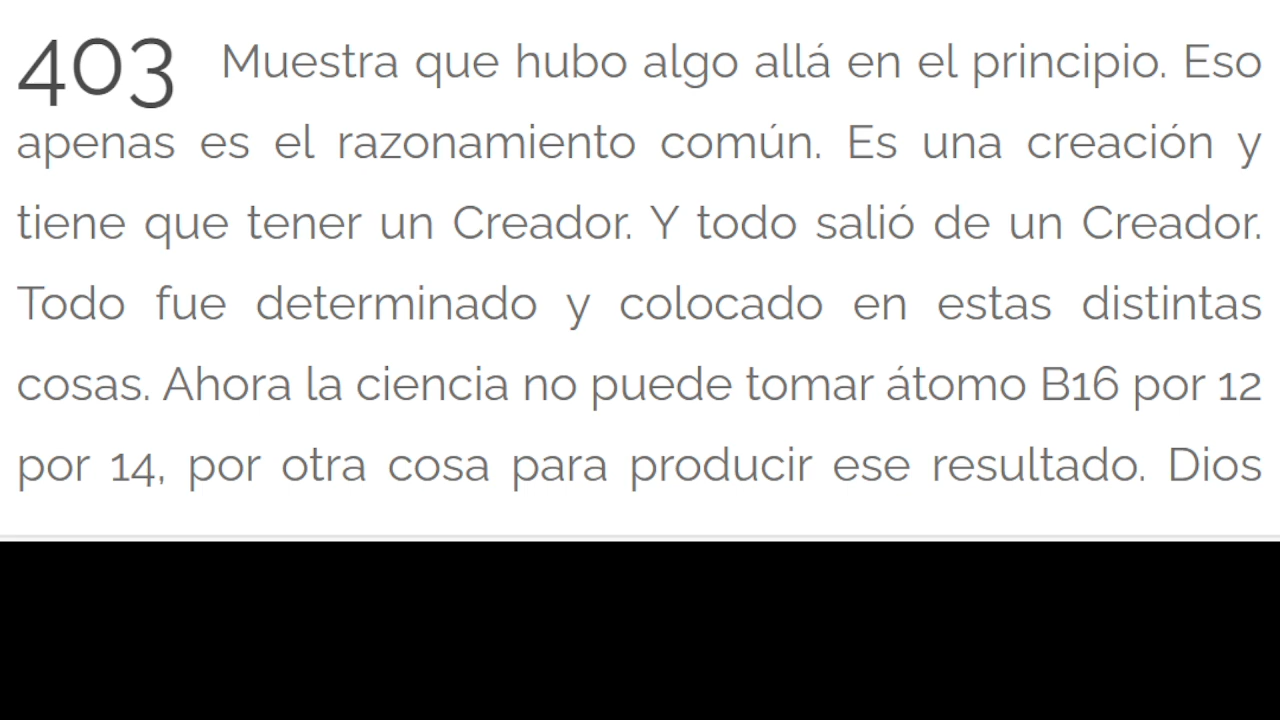 403 Muestra que hubo algo allá en el principio. Eso
apenas es el razonamiento común. Es una creación y
tiene que tener un Creador. Y todo salió de un Creador.
Todo fue determinado y colocado en estas distintas
cosas. Ahora la ciencia no puede tomar átomo B16 por 12
por 14, por otra cosa para producir ese resultado. Dios